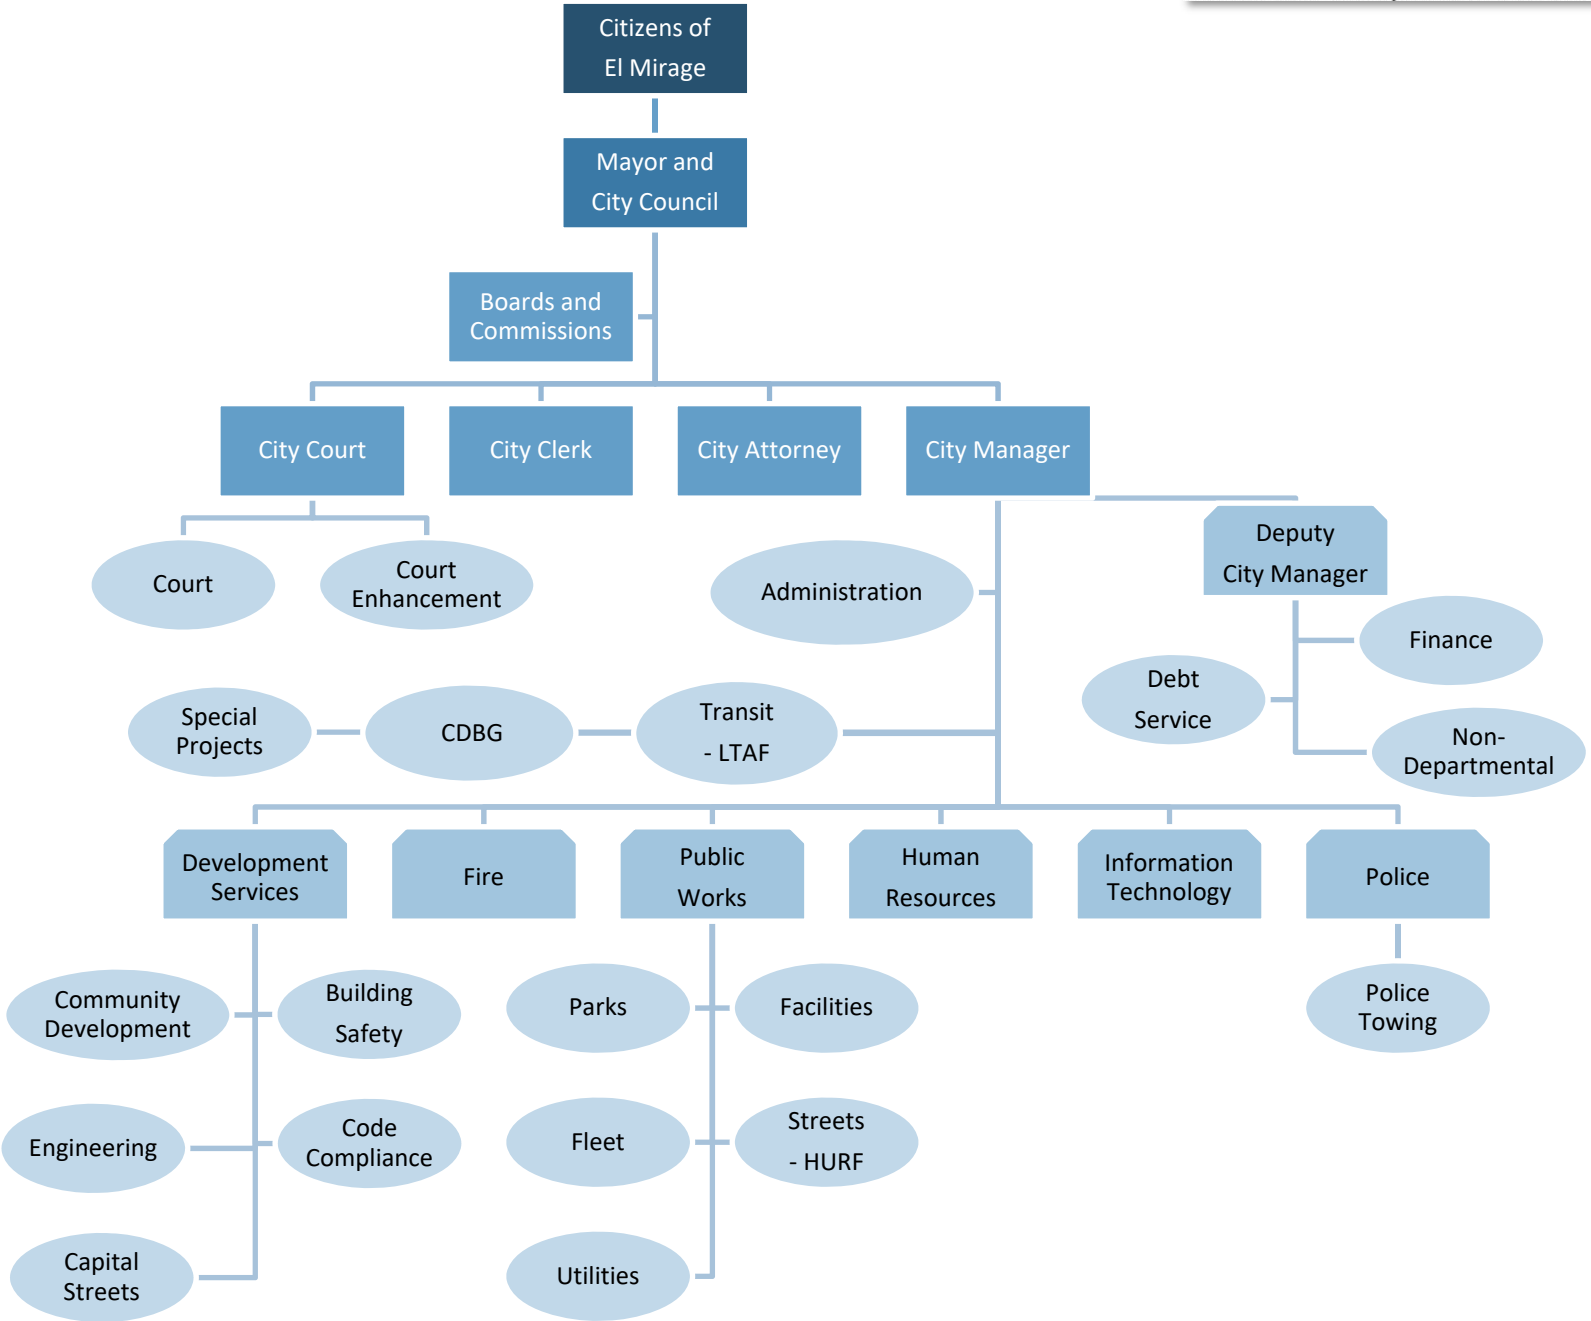 Citizens of
El Mirage
Mayor and
City Council
Boards and
Commissions
City Court
City Clerk
City Attorney
City Manager
Deputy
City Manager
Court
Court
Enhancement
Administration
Finance
Debt
Service
Non-
Departmental
Special
Projects
CDBG
Transit
- LTAF
Development
Services
Fire
Public
Works
Human
Resources
Information
Technology
Police
Community
Development
Building
Safety
Parks
Facilities
Police
Towing
Engineering
Code
Compliance
Fleet
Streets
- HURF
Capital
Streets
Utilities